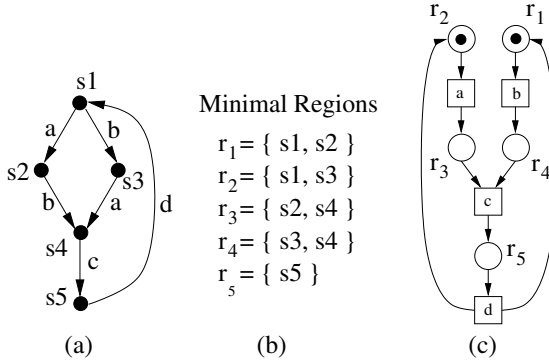 s1
a
b
s2
s3
b
a
d
s4
c
s5
(a)
Minimal Regions
r1 = { s1, s2 }
r2 = { s1, s3 }
r3 = { s2, s4 }
r4 = { s3, s4 }
r5 = { s5 }
(b)
r2
r1
a
b
r3
r4
c
r5
d
(c)